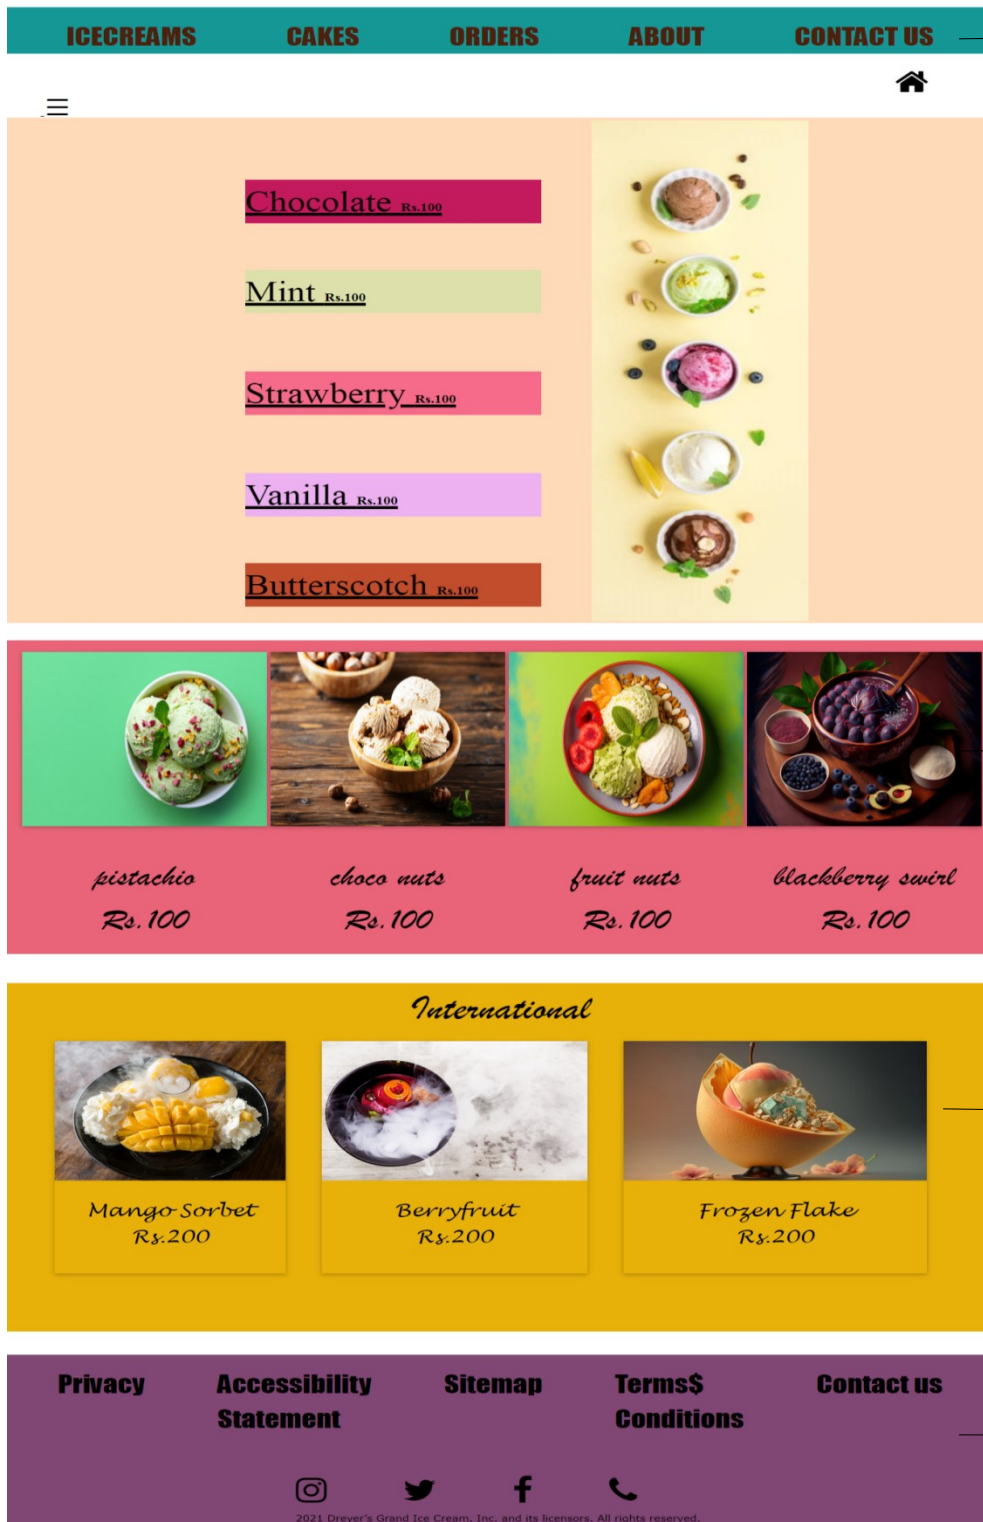 ICECREAMS CAKES ORDERS ABOUT CONTACT US
Chocolate Rs.100
Mint Rs.100
Strawberry Rs.100
Vanilla Rs.100
Butterscotch Rs.100
pistachio choco nuts fruit nuts blackberry swirl
Rs.100 Rs.100 Rs.100 Rs.100
International
Mango Sorbet Berryfruit Frozen Flake
Rs.200 Rs.200 Rs.200
Privacy Accessibility Sitemap Terms$ Contact us
Statement Conditions
2021 Dreyer's Grand Ice Cream, Inc. and its licensors. All rights reserved.